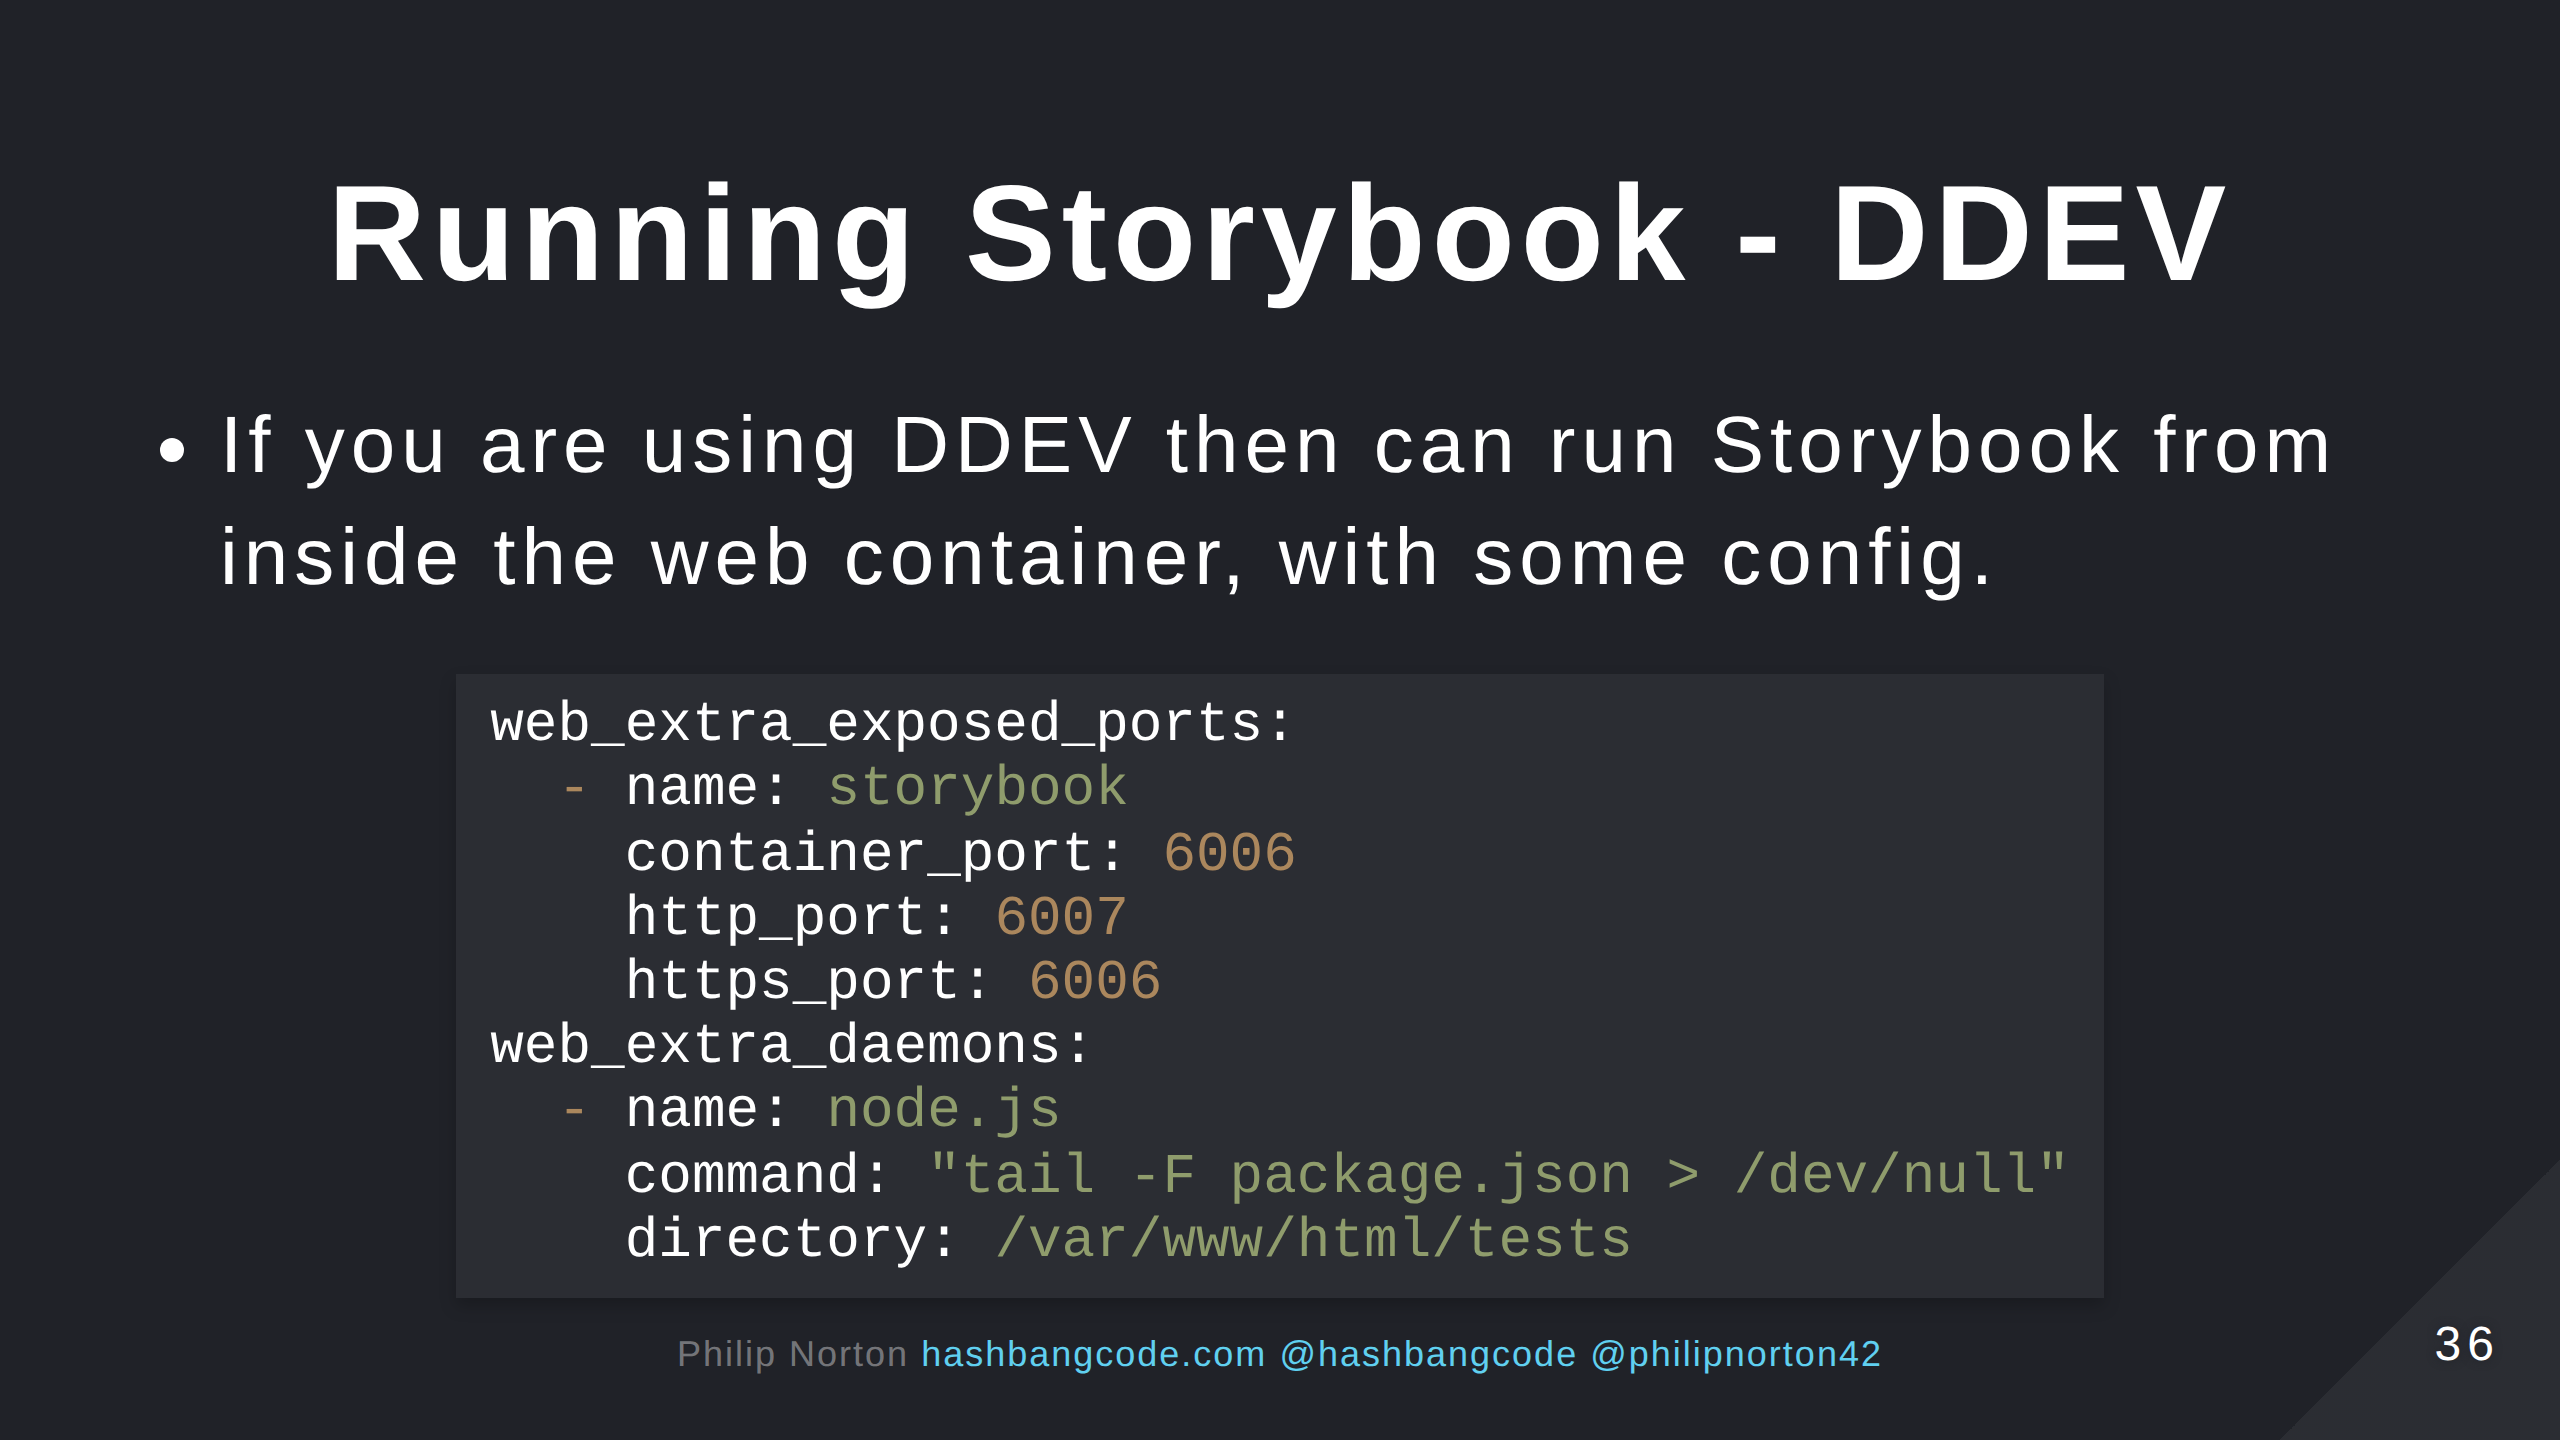 Running Storybook - DDEV
• If you are using DDEV then can run Storybook from
inside the web container, with some config.
web_extra_exposed_ports:
  - name: storybook
    container_port: 6006
    http_port: 6007
    https_port: 6006
web_extra_daemons:
  - name: node.js
    command: "tail -F package.json > /dev/null"
    directory: /var/www/html/tests
Philip Norton hashbangcode.com @hashbangcode @philipnorton42
36